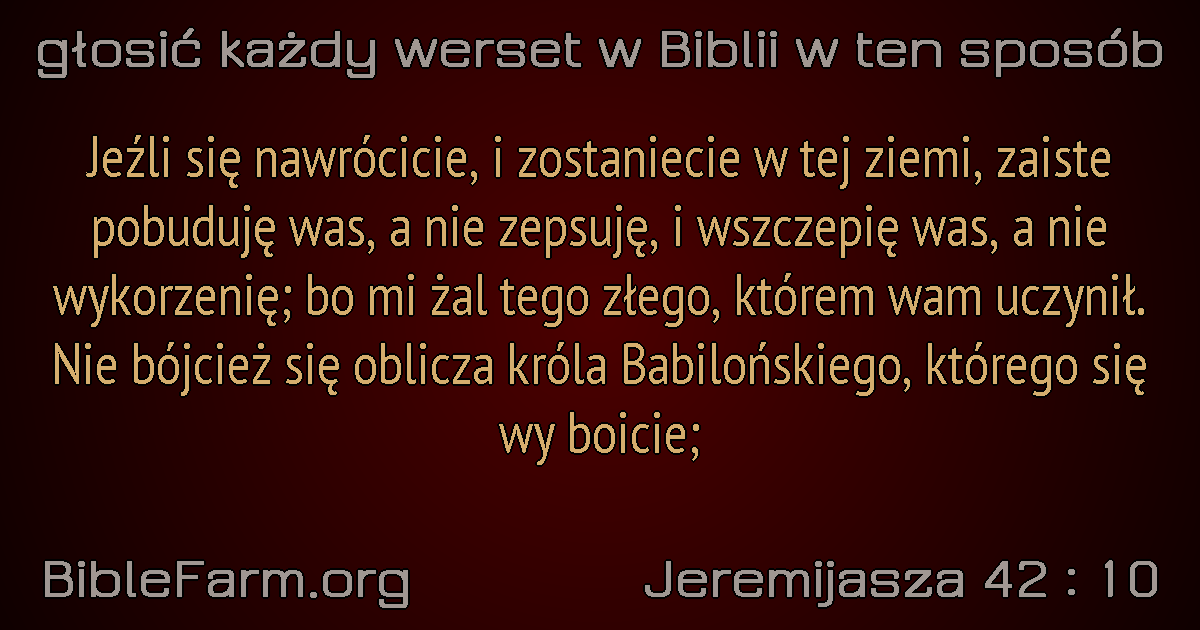 głosić każdy werset w Biblii w ten sposób
Jeźli się nawrócicie, i zostaniecie w tej ziemi, zaiste
pobuduję was, a nie zepsuję, i wszczepię was, a nie
wykorzenię; bo mi żal tego złego, którem wam uczynił.
Nie bójcież się oblicza króla Babilońskiego, którego się
wy boicie;
BibleFarm.org
Jeremijasza 42 : 10